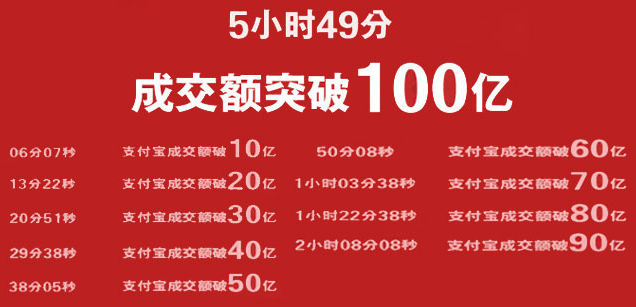 5小时49分
成交额突破100亿
06分07秒 支付宝成交额破10亿
13分22秒 支付宝成交额破20亿
20分51秒 支付宝成交额破30亿
29分38秒 支付宝成交额破40亿
38分05秒 支付宝成交额破50亿
50分08秒 支付宝成交额破60亿
1小时03分38秒 支付宝成交额破70亿
1小时22分38秒 支付宝成交额破80亿
2小时08分08秒 支付宝成交额破90亿